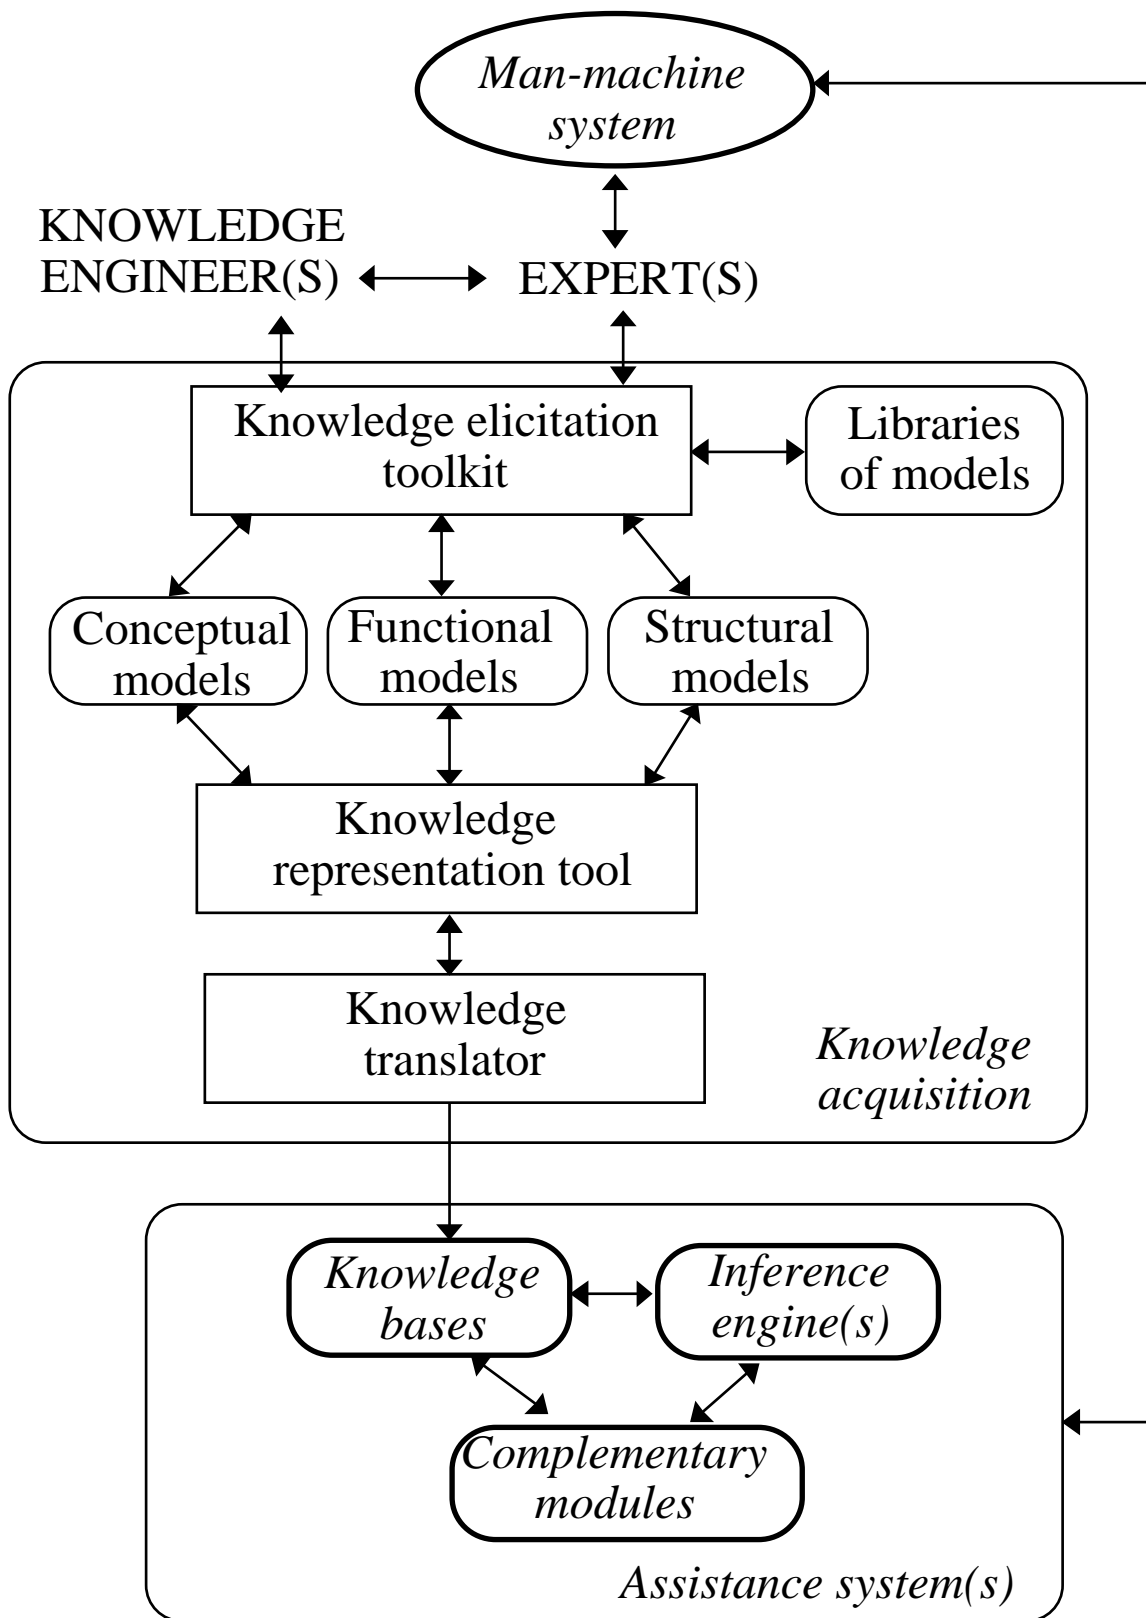 Man-machine
system
KNOWLEDGE
ENGINEER(S)
EXPERT(S)
Knowledge elicitation
toolkit
Libraries
of models
Conceptual
models
Functional
models
Structural
models
Knowledge
representation tool
Knowledge
translator
Knowledge
acquisition
Knowledge
bases
Inference
engine(s)
Complementary
modules
Assistance system(s)